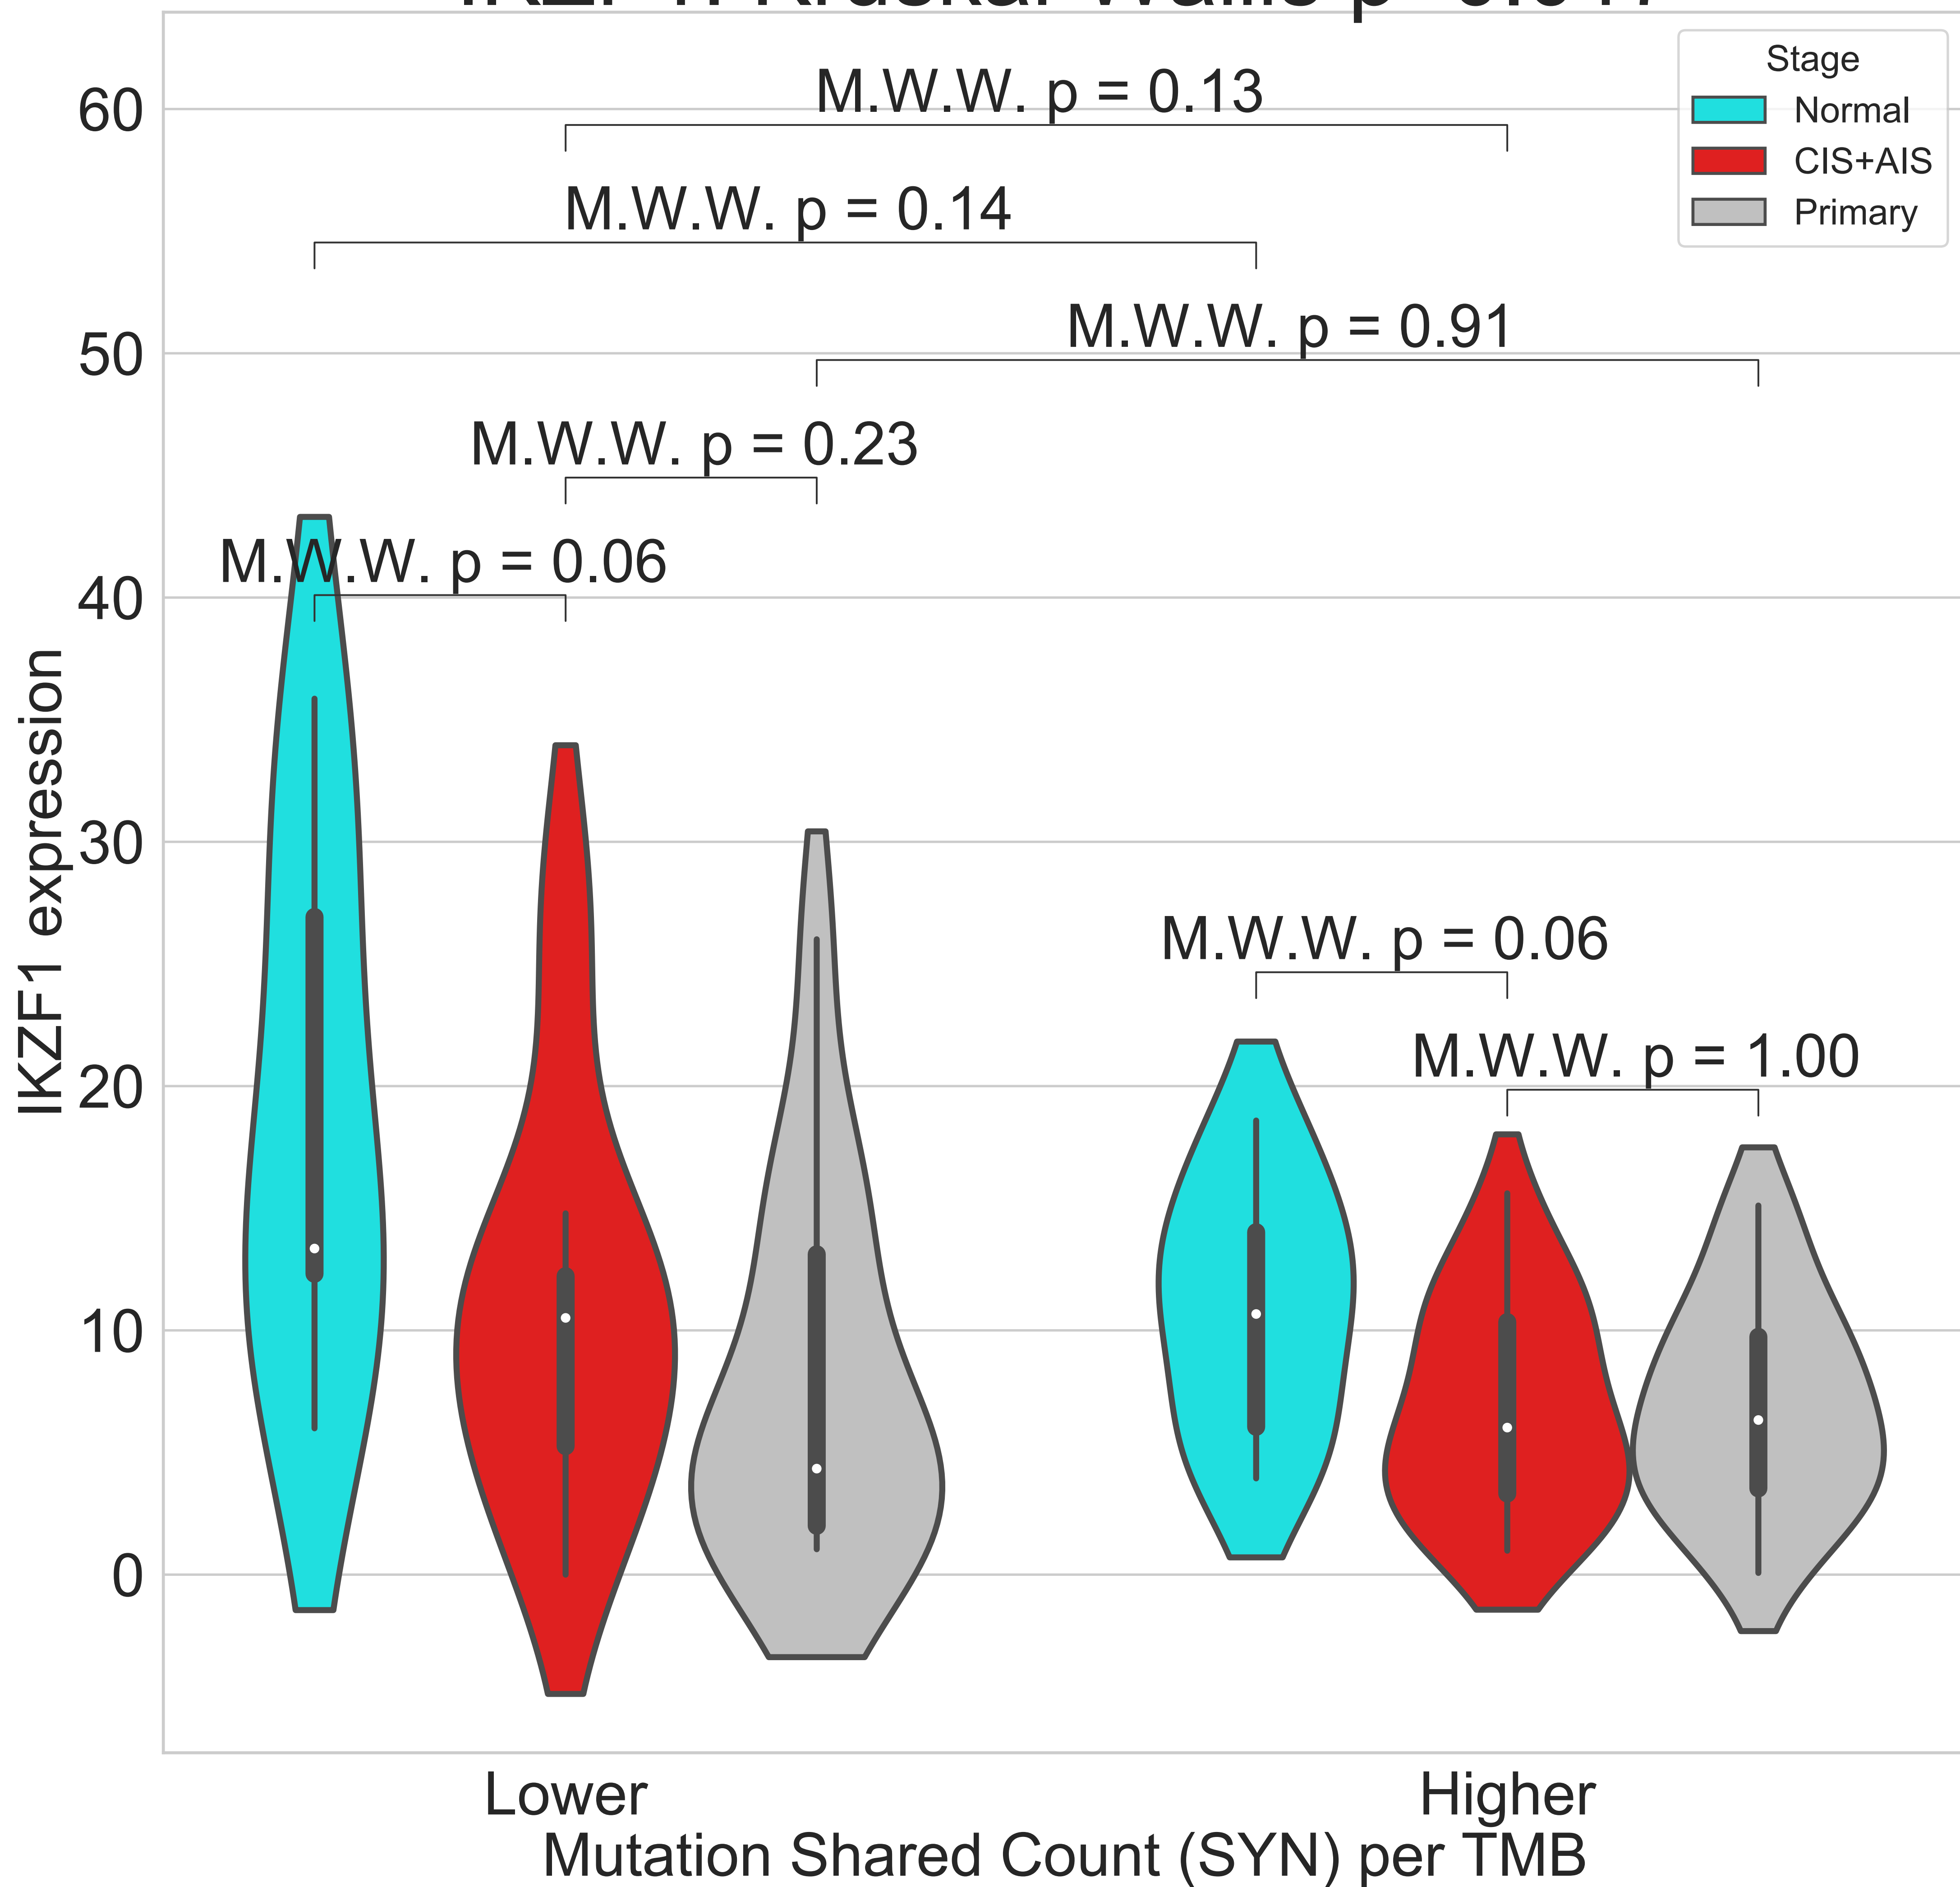 Stage
Normal
CIS+AIS
Primary
60
M.W.W. p = 0.13
M.W.W. p = 0.14
M.W.W. p = 0.91
50
M.W.W. p = 0.23
M.W.W. p = 0.06
40
30
M.W.W. p = 0.06
M.W.W. p = 1.00
20
10
0
IKZF1 expression
Lower
Higher
Mutation Shared Count (SYN) per TMB